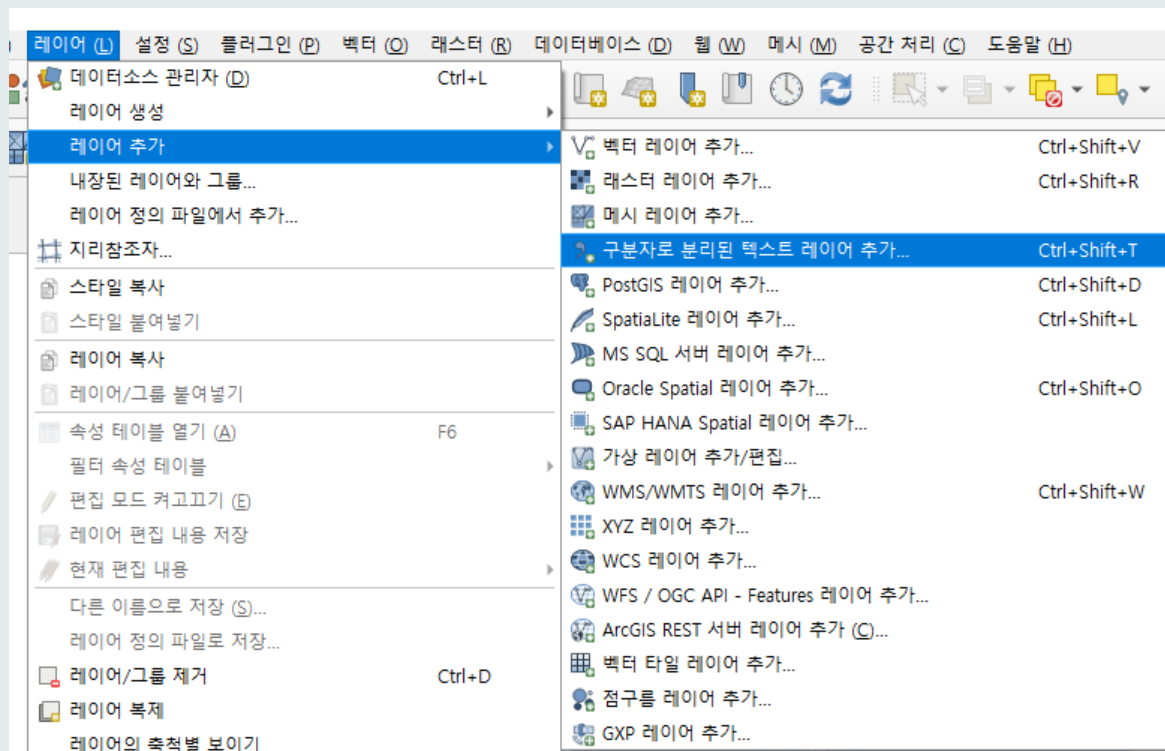 레이어 (L) 설정 (S) 플러그인 (P) 벡터 (O) 래스터 (R) 데이터베이스 (D) 웹 (W) 메시 (M) 공간 처리 (C) 도움말 (H)
데이터소스 관리자 (D) Ctrl+L
레이어 생성
레이어 추가
내장된 레이어와 그룹...
레이어 정의 파일에서 추가...
지리참조자...
스타일 복사
스타일 붙여넣기
레이어 복사
레이어/그룹 붙여넣기
속성 테이블 열기 (A) F6
필터 속성 테이블
편집 모드 켜고끄기 (E)
레이어 편집 내용 저장
현재 편집 내용
다른 이름으로 저장 (S)...
레이어 정의 파일로 저장...
레이어/그룹 제거 Ctrl+D
레이어 복제
레이어의 축척별 보이기
벡터 레이어 추가... Ctrl+Shift+V
래스터 레이어 추가... Ctrl+Shift+R
메시 레이어 추가...
구분자로 분리된 텍스트 레이어 추가... Ctrl+Shift+T
PostGIS 레이어 추가... Ctrl+Shift+D
SpatiaLite 레이어 추가... Ctrl+Shift+L
MS SQL 서버 레이어 추가...
Oracle Spatial 레이어 추가... Ctrl+Shift+O
SAP HANA Spatial 레이어 추가...
가상 레이어 추가/편집...
WMS/WMTS 레이어 추가... Ctrl+Shift+W
XYZ 레이어 추가...
WCS 레이어 추가...
WFS / OGC API - Features 레이어 추가...
ArcGIS REST 서버 레이어 추가 (C)...
벡터 타일 레이어 추가...
점구름 레이어 추가...
GXP 레이어 추가...